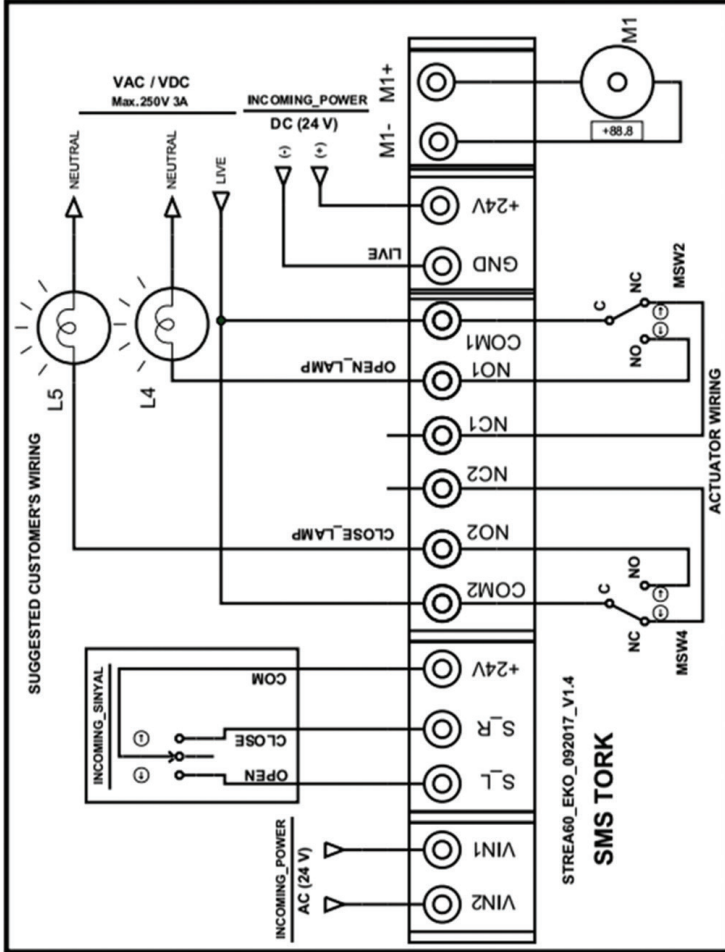 SUGGESTED CUSTOMER'S WIRING
VAC / VDC
Max.250V 3A
NEUTRAL
NEUTRAL
LIVE
INCOMING_POWER
DC (24 V)
(-)
(+)
M1-
M1+
M1
+88.8
L5
L4
LIVE
OPEN_LAMP
CLOSE_LAMP
+24V
GND
COM1
NO1
NC1
NC2
NO2
COM2
+24V
S_R
S_L
VIN1
VIN2
C
NC
NO
MSW2
ACTUATOR WIRING
C
NO
NC
MSW4
INCOMING_SINYAL
COM
CLOSE
OPEN
INCOMING_POWER
AC (24 V)
STREA60_EKO_092017_V1.4
SMS TORK